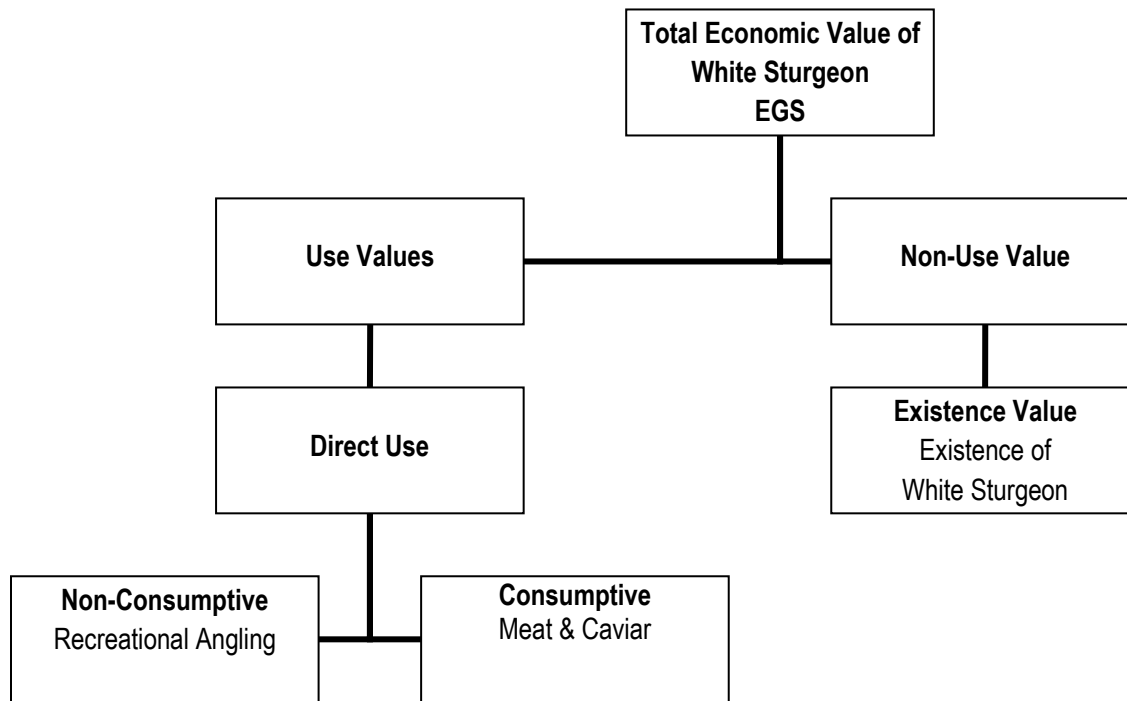 Total Economic Value of
White Sturgeon
EGS
Use Values
Non-Use Value
Direct Use
Existence Value
Existence of
White Sturgeon
Non-Consumptive
Recreational Angling
Consumptive
Meat & Caviar